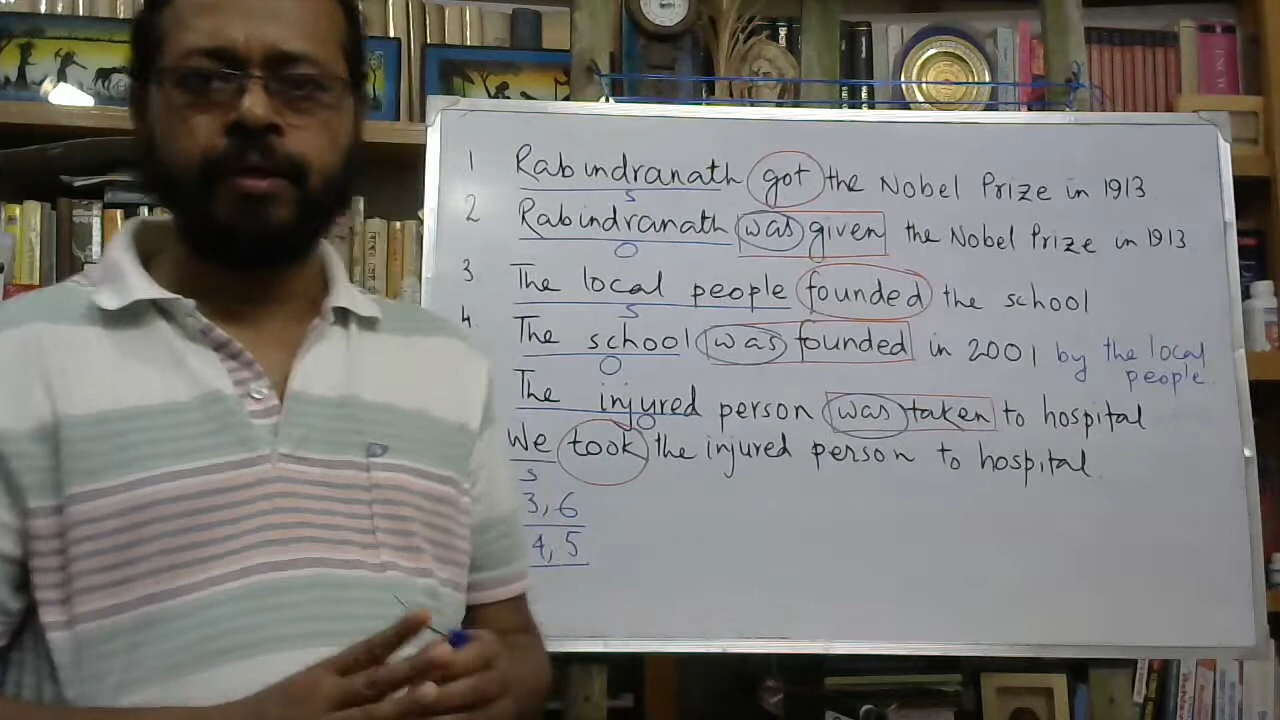 1 Rabindranath got the Nobel Prize in 1913
S
2 Rabindranath was given the Nobel Prize in 1913
O
3 The local people founded the school
S
4 The school was founded in 2001 by the local people
O
The injured person was taken to hospital
O
We took the injured person to hospital
S
3, 6
4, 5